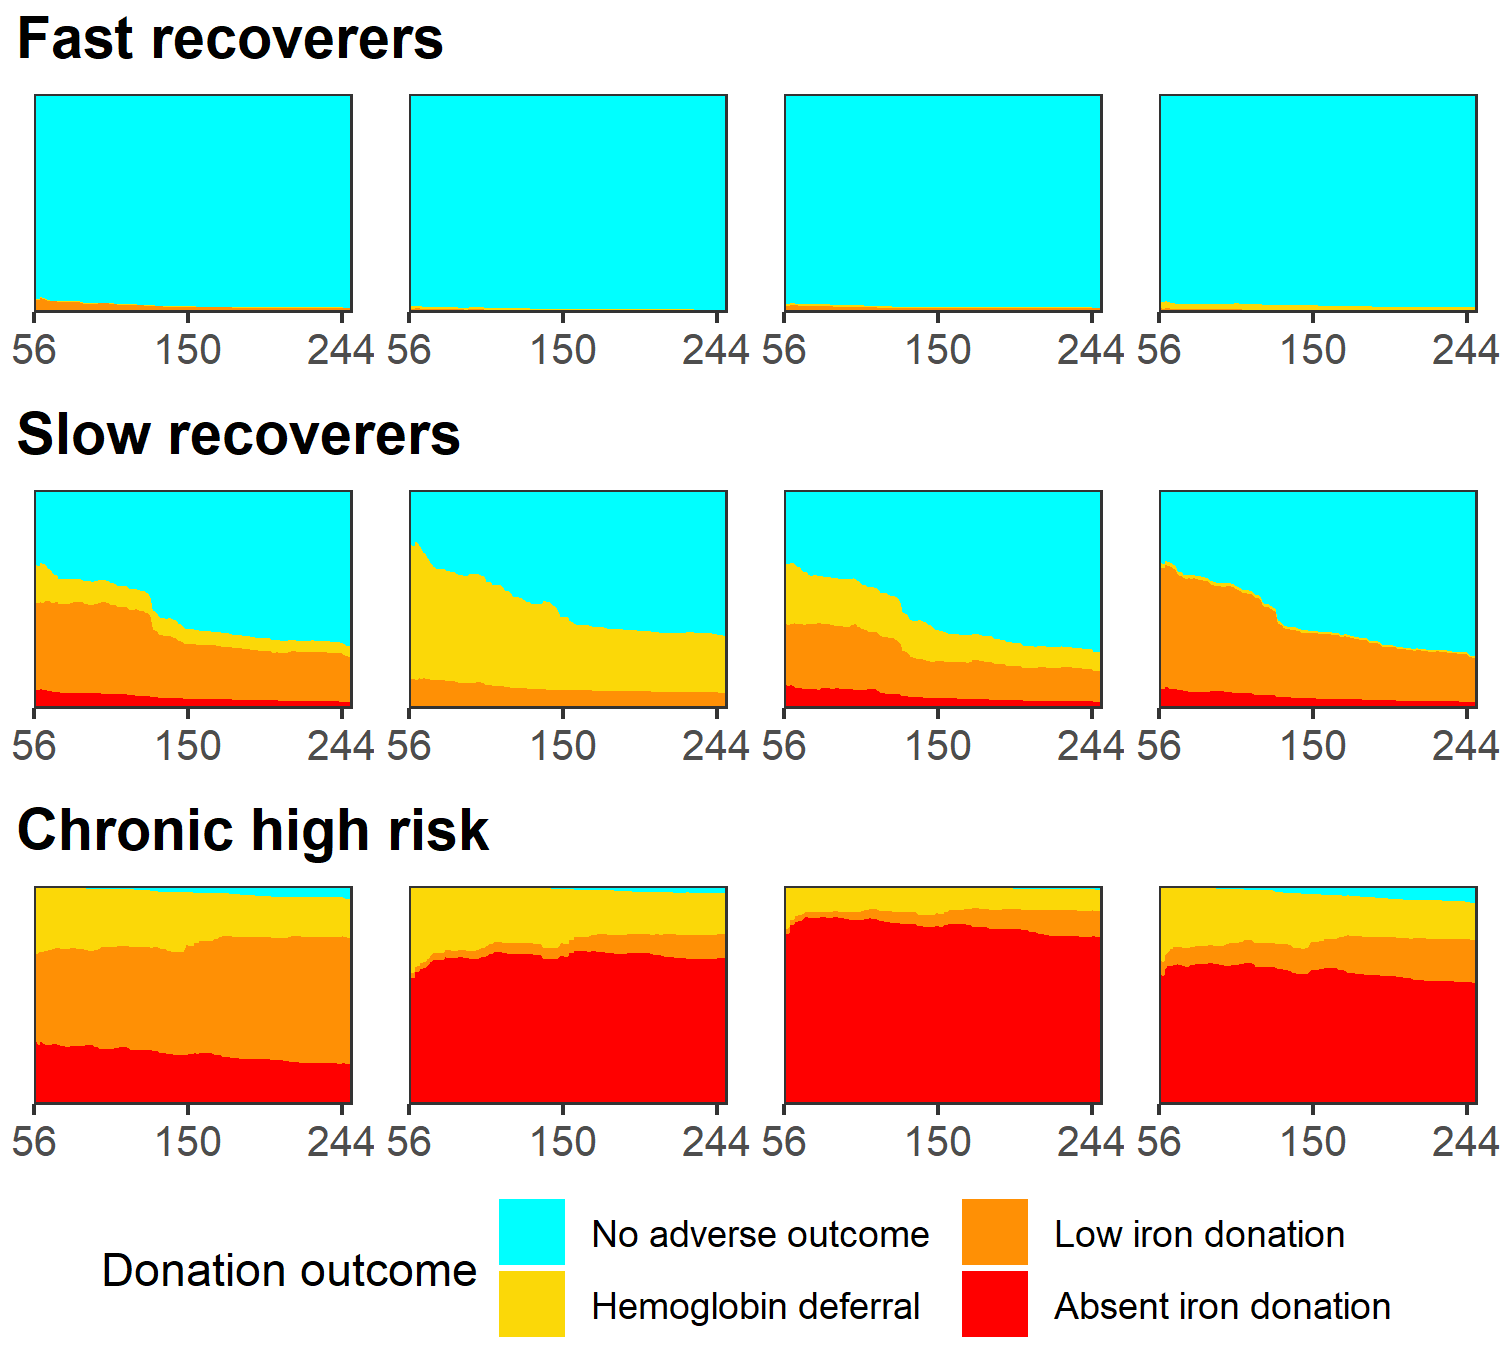 Fast recoverers
56 150 244 56 150 244 56 150 244 56 150 244
Slow recoverers
56 150 244 56 150 244 56 150 244 56 150 244
Chronic high risk
56 150 244 56 150 244 56 150 244 56 150 244
Donation outcome
No adverse outcome
Low iron donation
Hemoglobin deferral
Absent iron donation